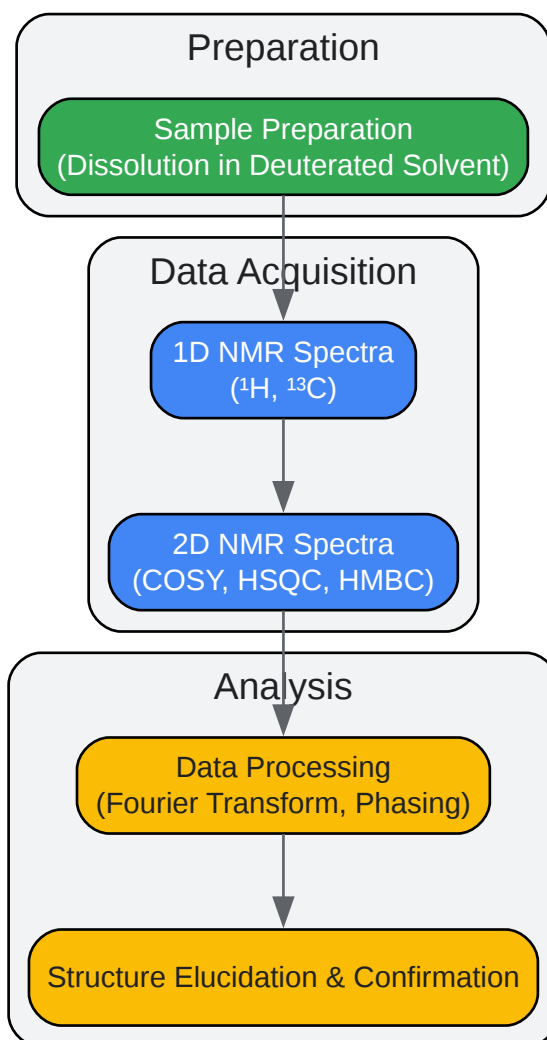 Preparation
Sample Preparation
(Dissolution in Deuterated Solvent)
Data Acquisition
1D NMR Spectra
(¹H, ¹³C)
2D NMR Spectra
(COSY, HSQC, HMBC)
Analysis
Data Processing
(Fourier Transform, Phasing)
Structure Elucidation & Confirmation